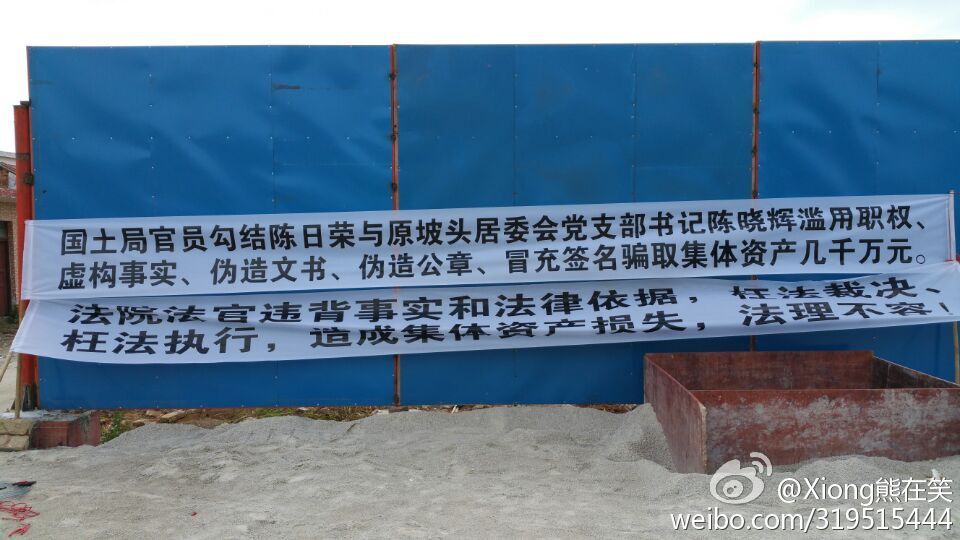 国土局官员勾结陈日荣与原坡头居委会党支部书记陈晓辉滥用职权、
虚构事实、伪造文书、伪造公章、冒充签名骗取集体资产几千万元。
法院法官违背事实和法律依据，枉法裁决、
枉法执行，造成集体资产损失，法理不容！
@Xiong熊在笑
weibo.com/319515444